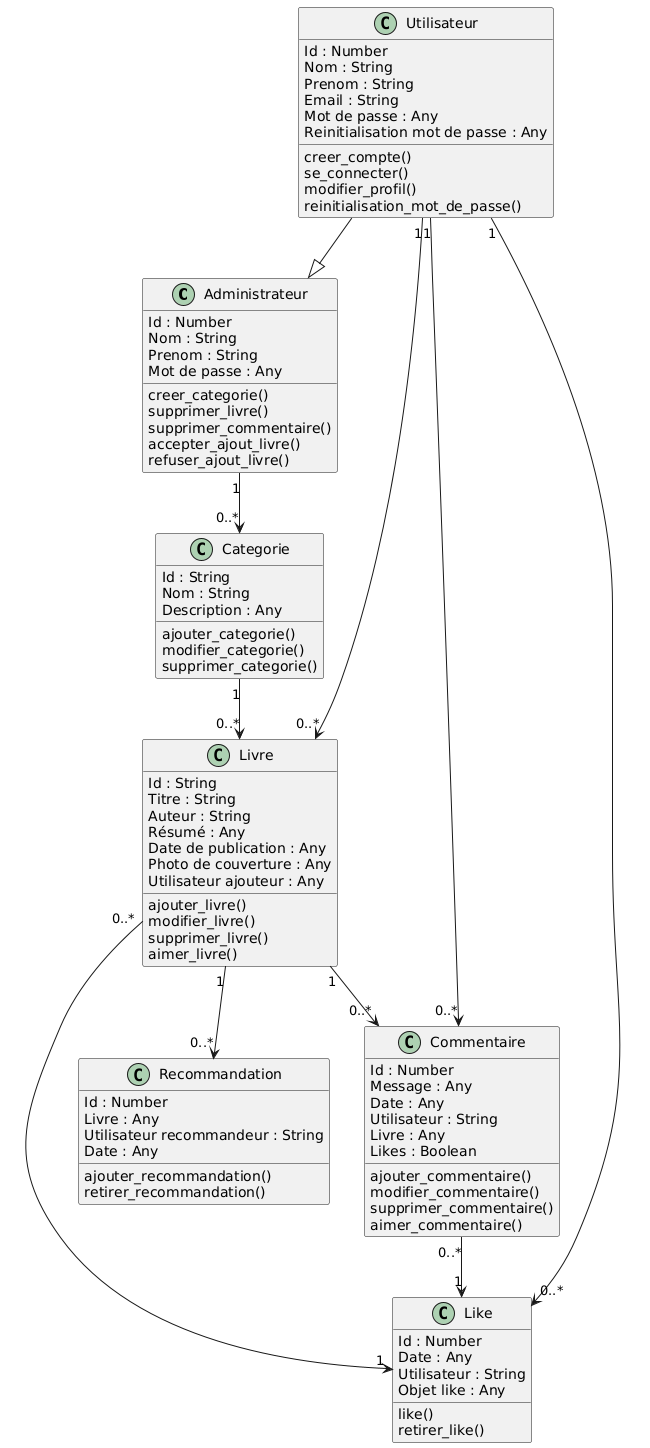 C Utilisateur
Id : Number
Nom : String
Prenom : String
Email : String
Mot de passe : Any
Reinitialisation mot de passe : Any
creer_compte()
se_connecter()
modifier_profil()
reinitialisation_mot_de_passe()
1
1
1
C Administrateur
Id : Number
Nom : String
Prenom : String
Mot de passe : Any
creer_categorie()
supprimer_livre()
supprimer_commentaire()
accepter_ajout_livre()
refuser_ajout_livre()
1
0..*
C Categorie
Id : String
Nom : String
Description : Any
ajouter_categorie()
modifier_categorie()
supprimer_categorie()
1
0..*
0..*
C Livre
Id : String
Titre : String
Auteur : String
Résumé : Any
Date de publication : Any
Photo de couverture : Any
Utilisateur ajouteur : Any
ajouter_livre()
modifier_livre()
supprimer_livre()
aimer_livre()
0..*
1
1
0..*
0..*
0..*
C Recommandation
Id : Number
Livre : Any
Utilisateur recommandeur : String
Date : Any
ajouter_recommandation()
retirer_recommandation()
C Commentaire
Id : Number
Message : Any
Date : Any
Utilisateur : String
Livre : Any
Likes : Boolean
ajouter_commentaire()
modifier_commentaire()
supprimer_commentaire()
aimer_commentaire()
0..*
1
0..*
1
C Like
Id : Number
Date : Any
Utilisateur : String
Objet like : Any
like()
retirer_like()